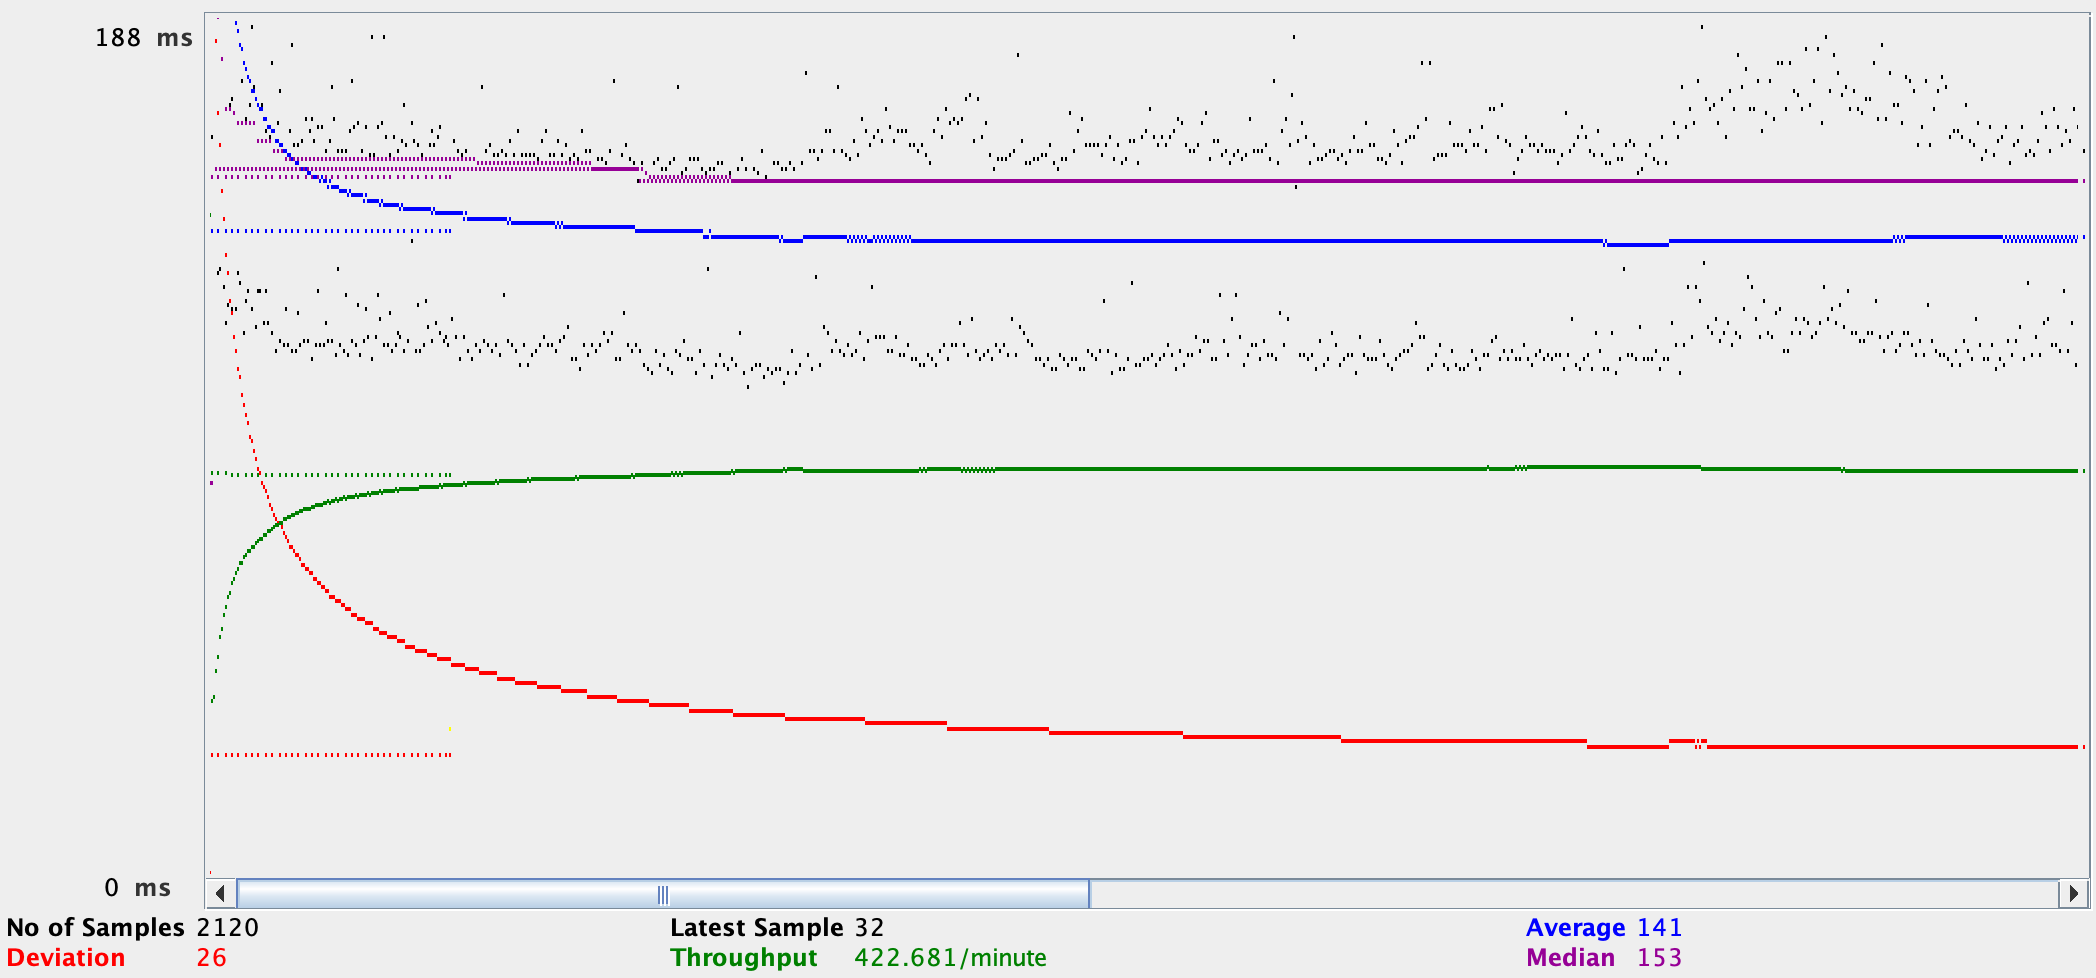 188 ms
0 ms
No of Samples 2120 Latest Sample 32 Average 141
Deviation 26 Throughput 422.681/minute Median 153